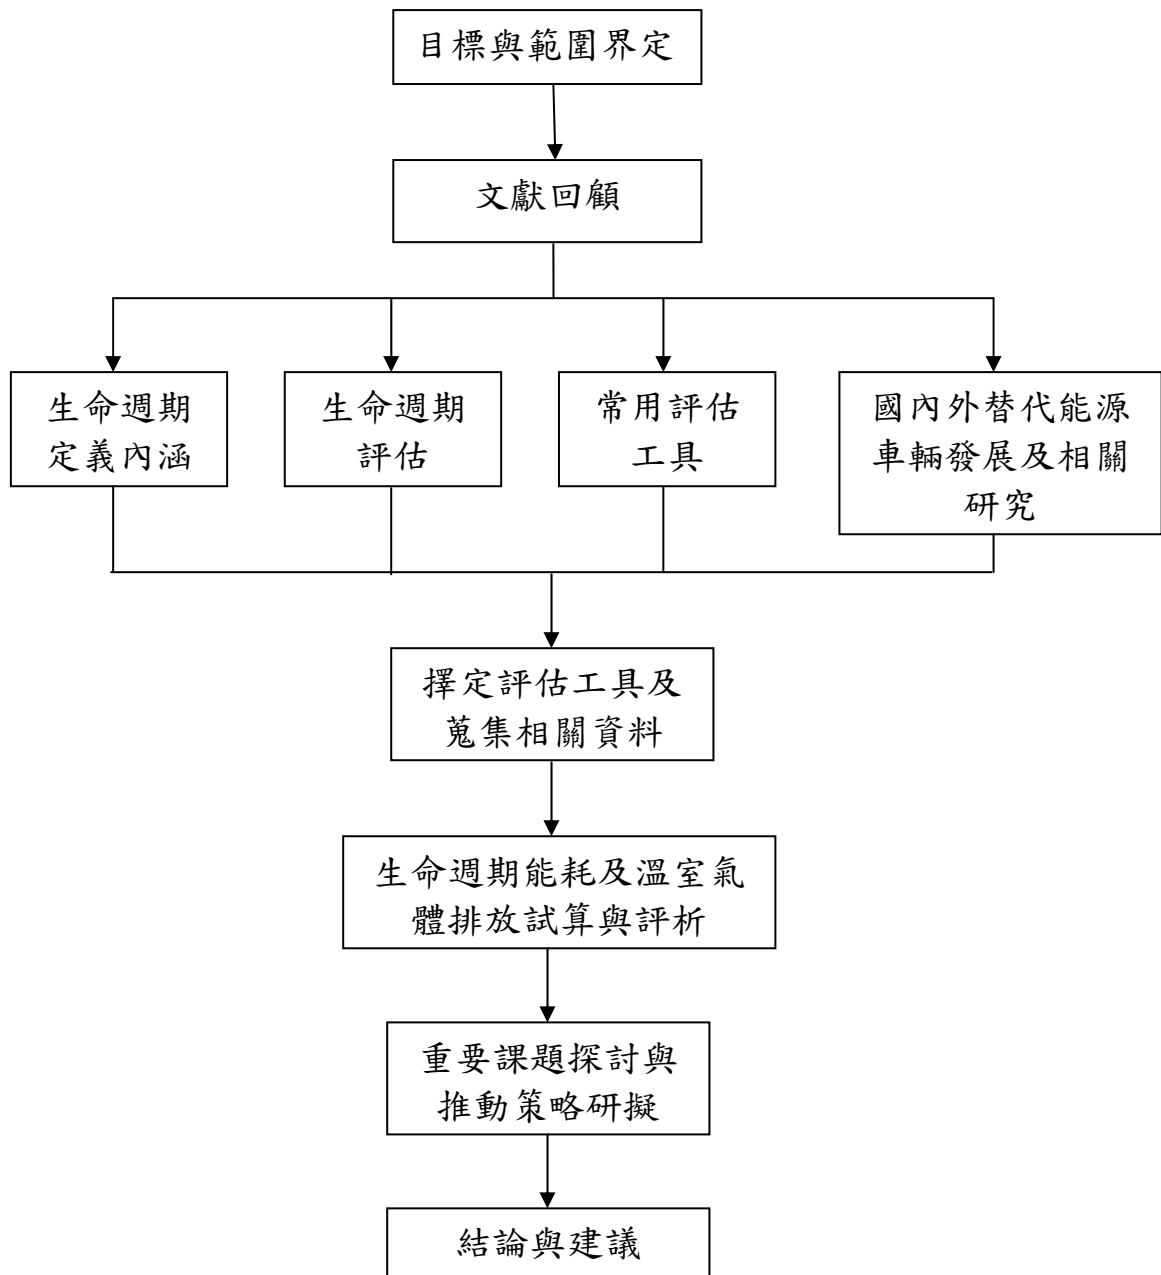 目標與範圍界定
文獻回顧
生命週期
定義內涵
生命週期
評估
常用評估
工具
國內外替代能源
車輛發展及相關
研究
擇定評估工具及
蒐集相關資料
生命週期能耗及溫室氣
體排放試算與評析
重要課題探討與
推動策略研擬
結論與建議